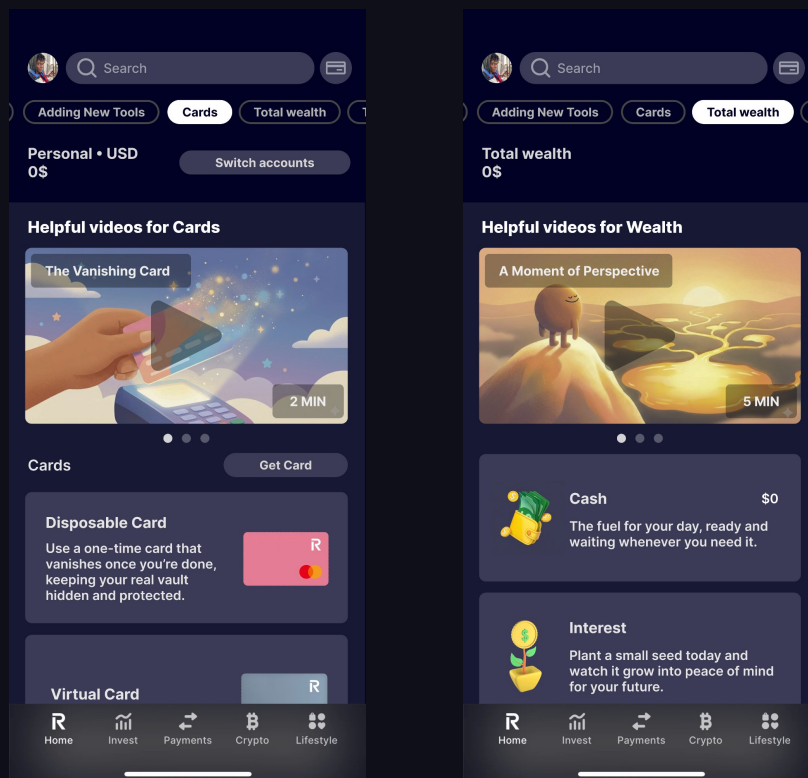 Search
Adding New Tools
Cards
Total wealth
Personal • USD
0$
Switch accounts
Helpful videos for Cards
The Vanishing Card
2 MIN
Cards
Get Card
Disposable Card
Use a one-time card that
vanishes once you're done,
keeping your real vault
hidden and protected.
R
Virtual Card
R
Home
Invest
Payments
Crypto
Lifestyle
Search
Adding New Tools
Cards
Total wealth
Total wealth
0$
Helpful videos for Wealth
A Moment of Perspective
5 MIN
Cash
$0
The fuel for your day, ready and
waiting whenever you need it.
Interest
Plant a small seed today and
watch it grow into peace of mind
for your future.
Home
Invest
Payments
Crypto
Lifestyle